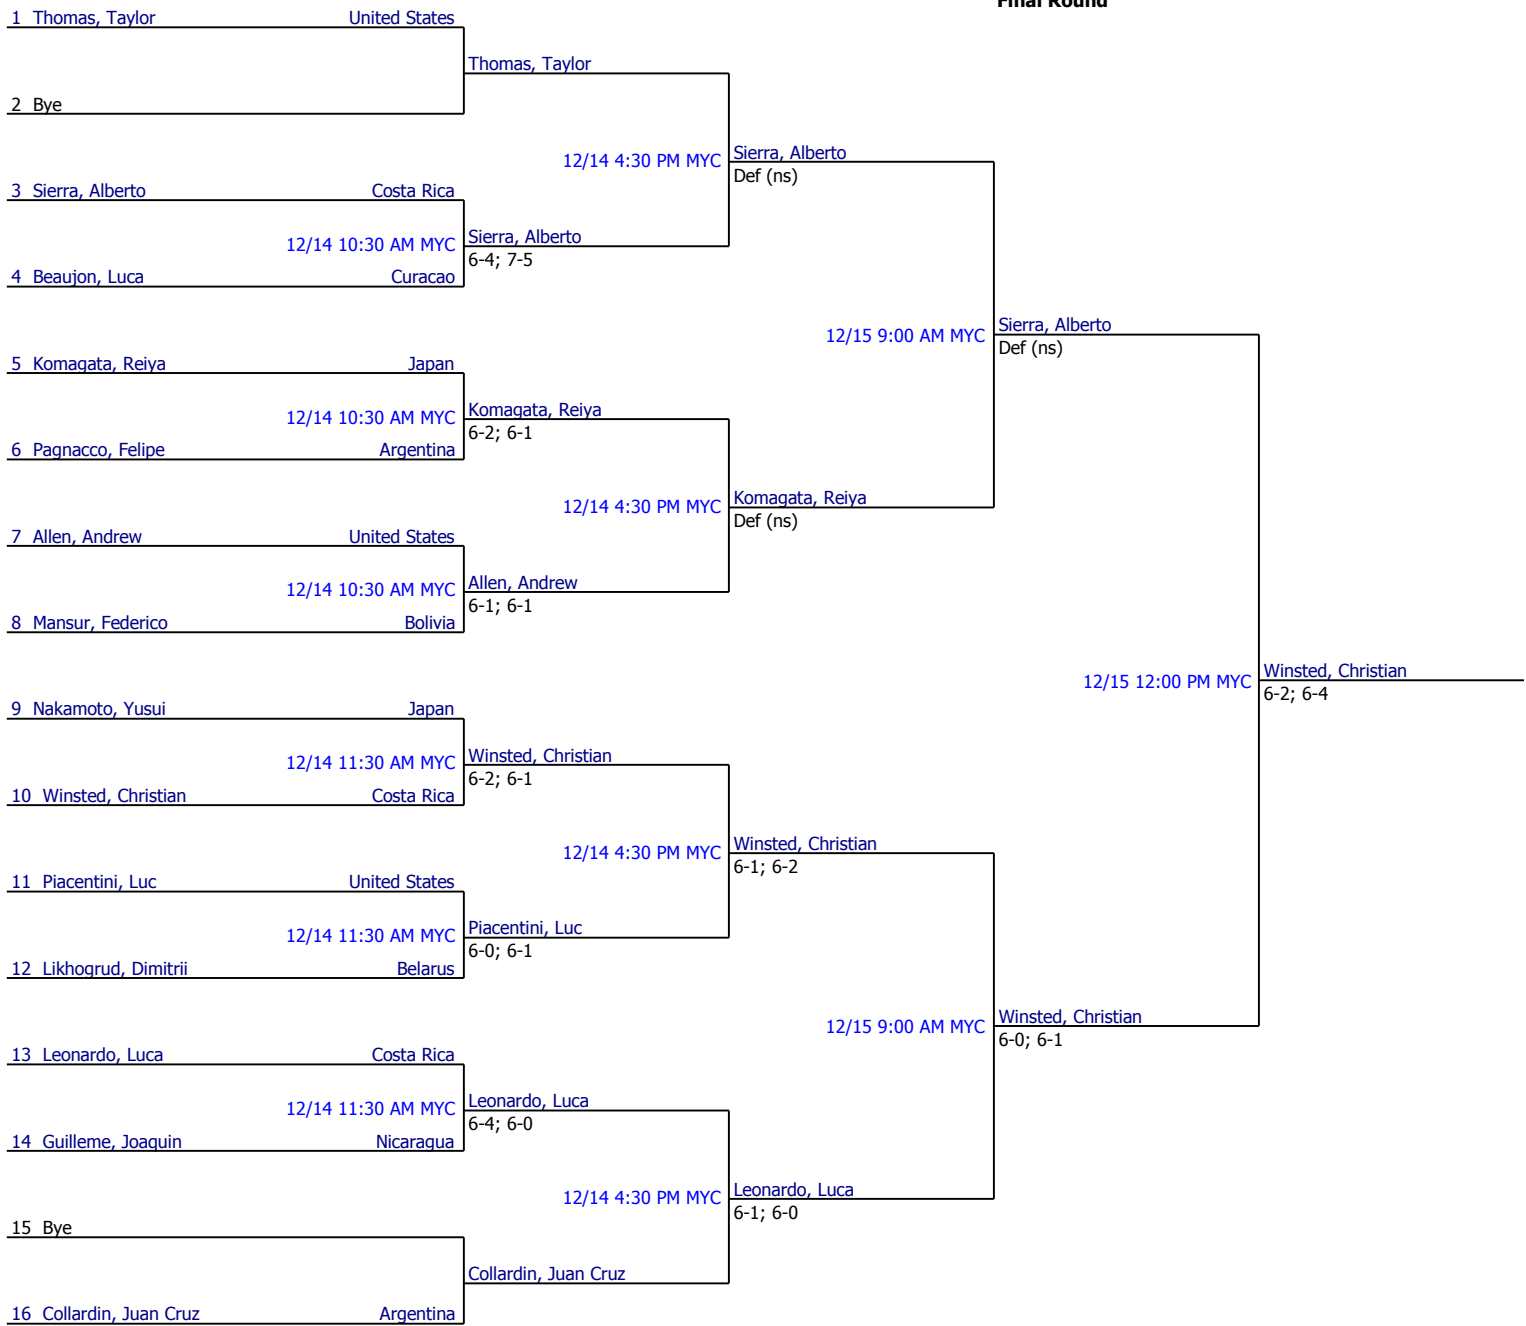 Final Round
1 Thomas, Taylor United States
Thomas, Taylor
2 Bye
12/14 4:30 PM MYC Sierra, Alberto
Def (ns)
3 Sierra, Alberto Costa Rica
12/14 10:30 AM MYC Sierra, Alberto
6-4; 7-5
4 Beaujon, Luca Curacao
12/15 9:00 AM MYC Sierra, Alberto
Def (ns)
5 Komagata, Reiya Japan
12/14 10:30 AM MYC Komagata, Reiya
6-2; 6-1
6 Pagnacco, Felipe Argentina
12/14 4:30 PM MYC Komagata, Reiya
Def (ns)
7 Allen, Andrew United States
12/14 10:30 AM MYC Allen, Andrew
6-1; 6-1
8 Mansur, Federico Bolivia
12/15 12:00 PM MYC Winsted, Christian
6-2; 6-4
9 Nakamoto, Yusui Japan
12/14 11:30 AM MYC Winsted, Christian
6-2; 6-1
10 Winsted, Christian Costa Rica
12/14 4:30 PM MYC Winsted, Christian
6-1; 6-2
11 Piacentini, Luc United States
12/14 11:30 AM MYC Piacentini, Luc
6-0; 6-1
12 Likhogrud, Dimitrii Belarus
12/15 9:00 AM MYC Winsted, Christian
6-0; 6-1
13 Leonardo, Luca Costa Rica
12/14 11:30 AM MYC Leonardo, Luca
6-4; 6-0
14 Guilleme, Joaquin Nicaragua
12/14 4:30 PM MYC Leonardo, Luca
6-1; 6-0
15 Bye
Collardin, Juan Cruz
16 Collardin, Juan Cruz Argentina